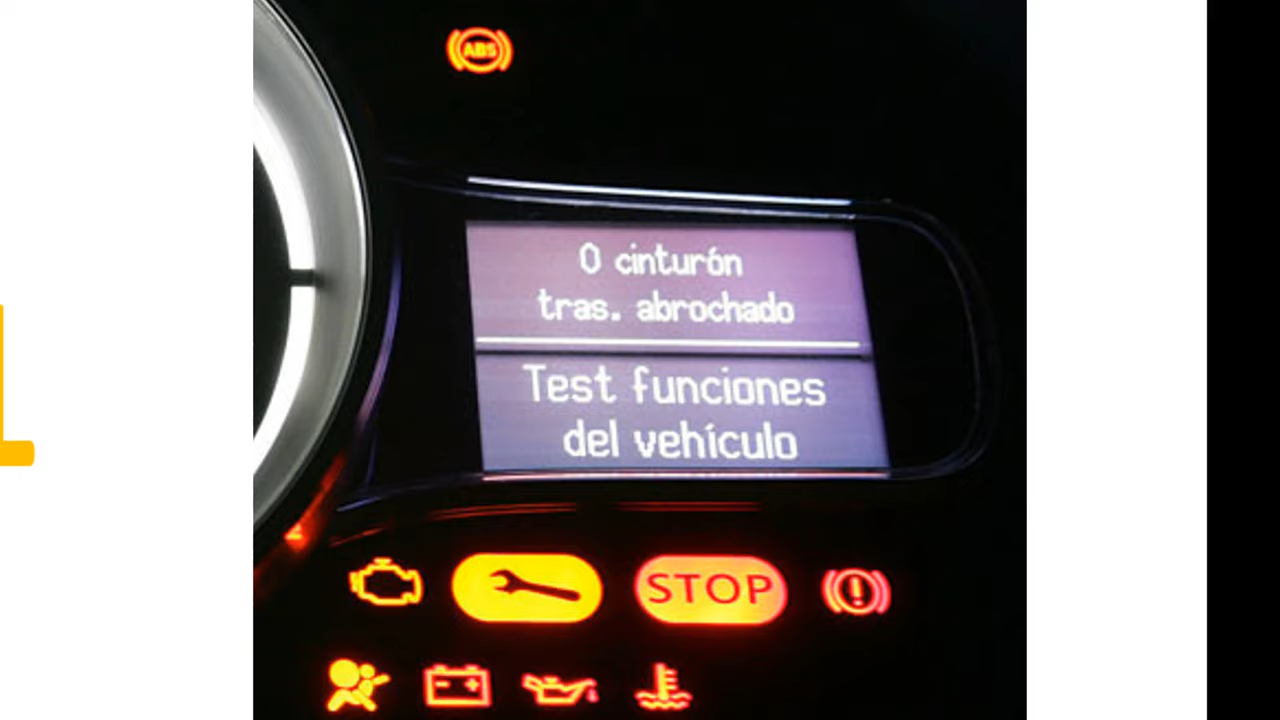 ABS
0 cinturón
tras. abrochado
Test funciones
del vehículo
STOP